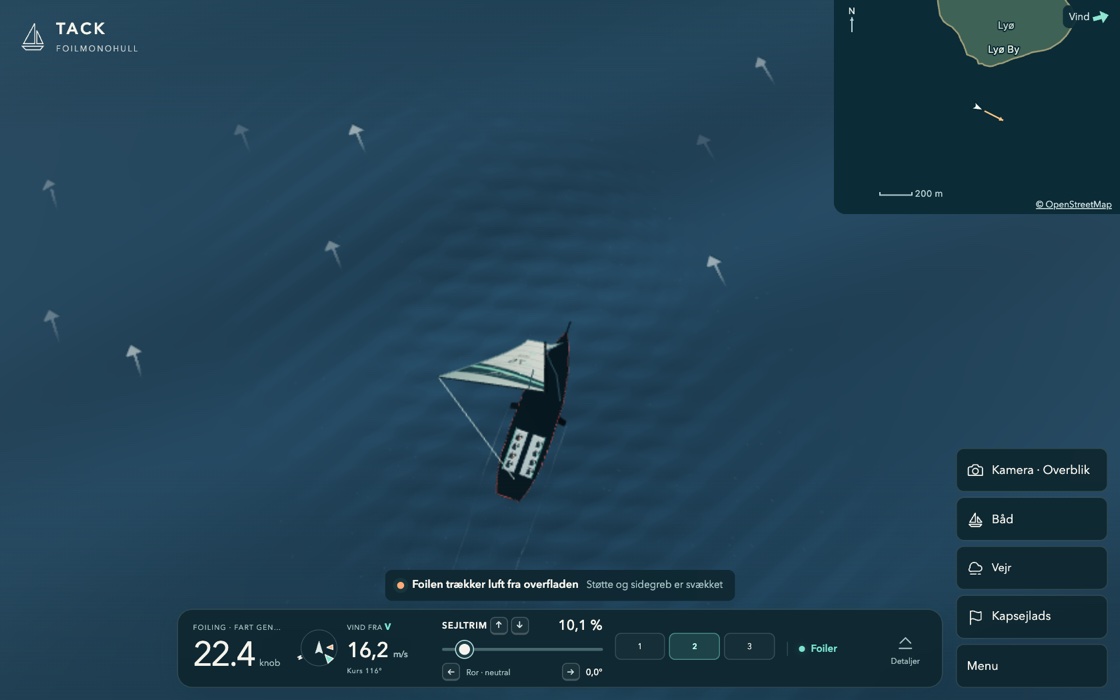 TACK
FOILMONOHULL
N
Vind
Lyø
Lyø By
200 m
© OpenStreetMap
Kamera · Overblik
Båd
Vejr
Kapsejlads
Menu
Foilen trækker luft fra overfladen Støtte og sidegreb er svækket
FOILING · FART GEN...
22.4 knob
VIND FRA V
16,2 m/s
Kurs 116°
SEJLTRIM ↑ ↓ 10,1 %
← Ror · neutral → 0,0°
1 2 3
Foiler
Detaljer